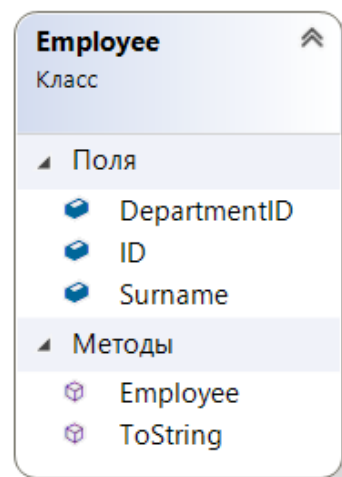 Employee
Класс
Поля
DepartmentID
ID
Surname
Методы
Employee
ToString